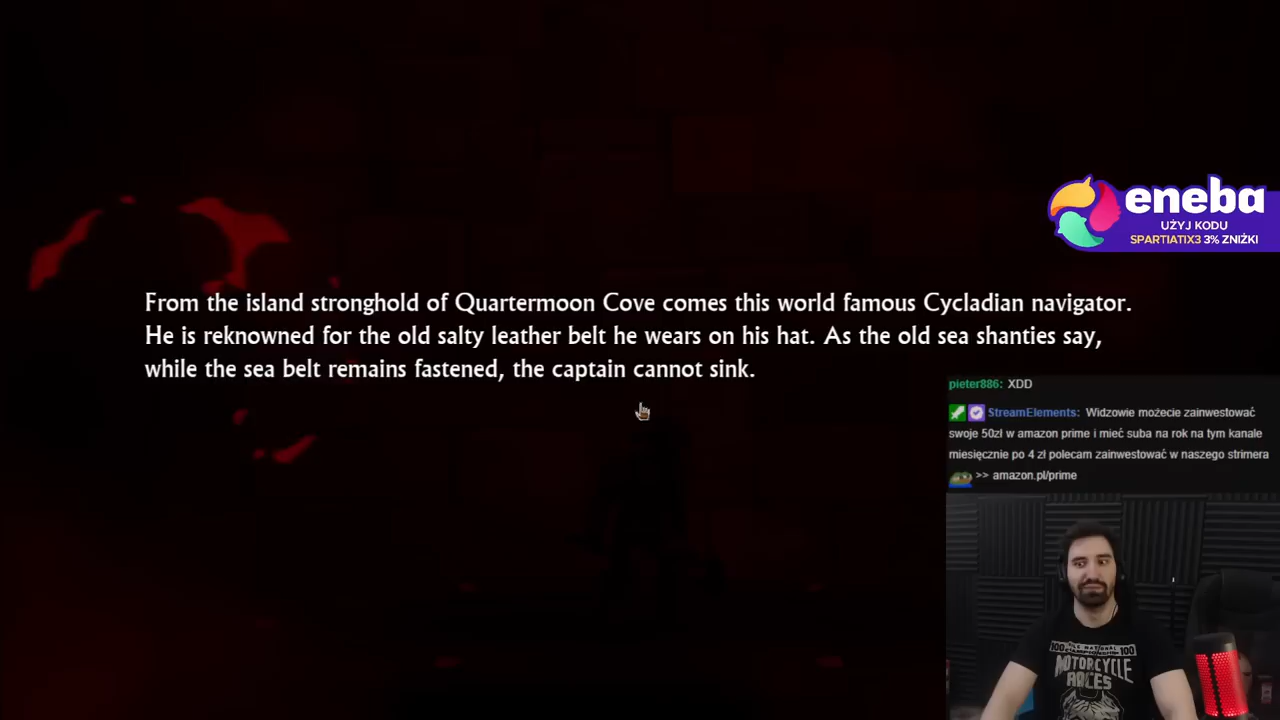 eneba
UŻYJ KODU
SPARTIATIX3 3% ZNIŻKI
From the island stronghold of Quartermoon Cove comes this world famous Cycladian navigator.
He is reknowned for the old salty leather belt he wears on his hat. As the old sea shanties say,
while the sea belt remains fastened, the captain cannot sink.
pieter886: XDD
StreamElements: Widzowie możecie zainwestować
swoje 50zl w amazon prime i mieć suba na rok na tym kanale
miesięcznie po 4 zł polecam zainwestować w naszego strimera
>> amazon.pl/prime
100 100
MOTORCYCLE
RACES